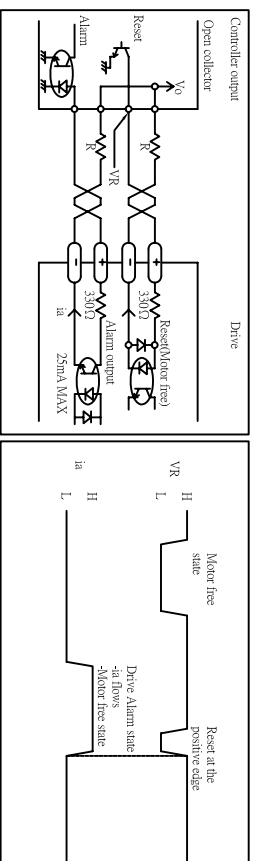 Controller output
Drive
Open collector
Vo
R
330Ω
Reset(Motor free)
Reset
VR
R
330Ω
Alarm output
Alarm
ia
25mA MAX
Motor free
state
Reset at the
positive edge
VR
H
L
Drive Alarm state
-ia flows
-Motor free state
ia
H
L
+
-
+
-